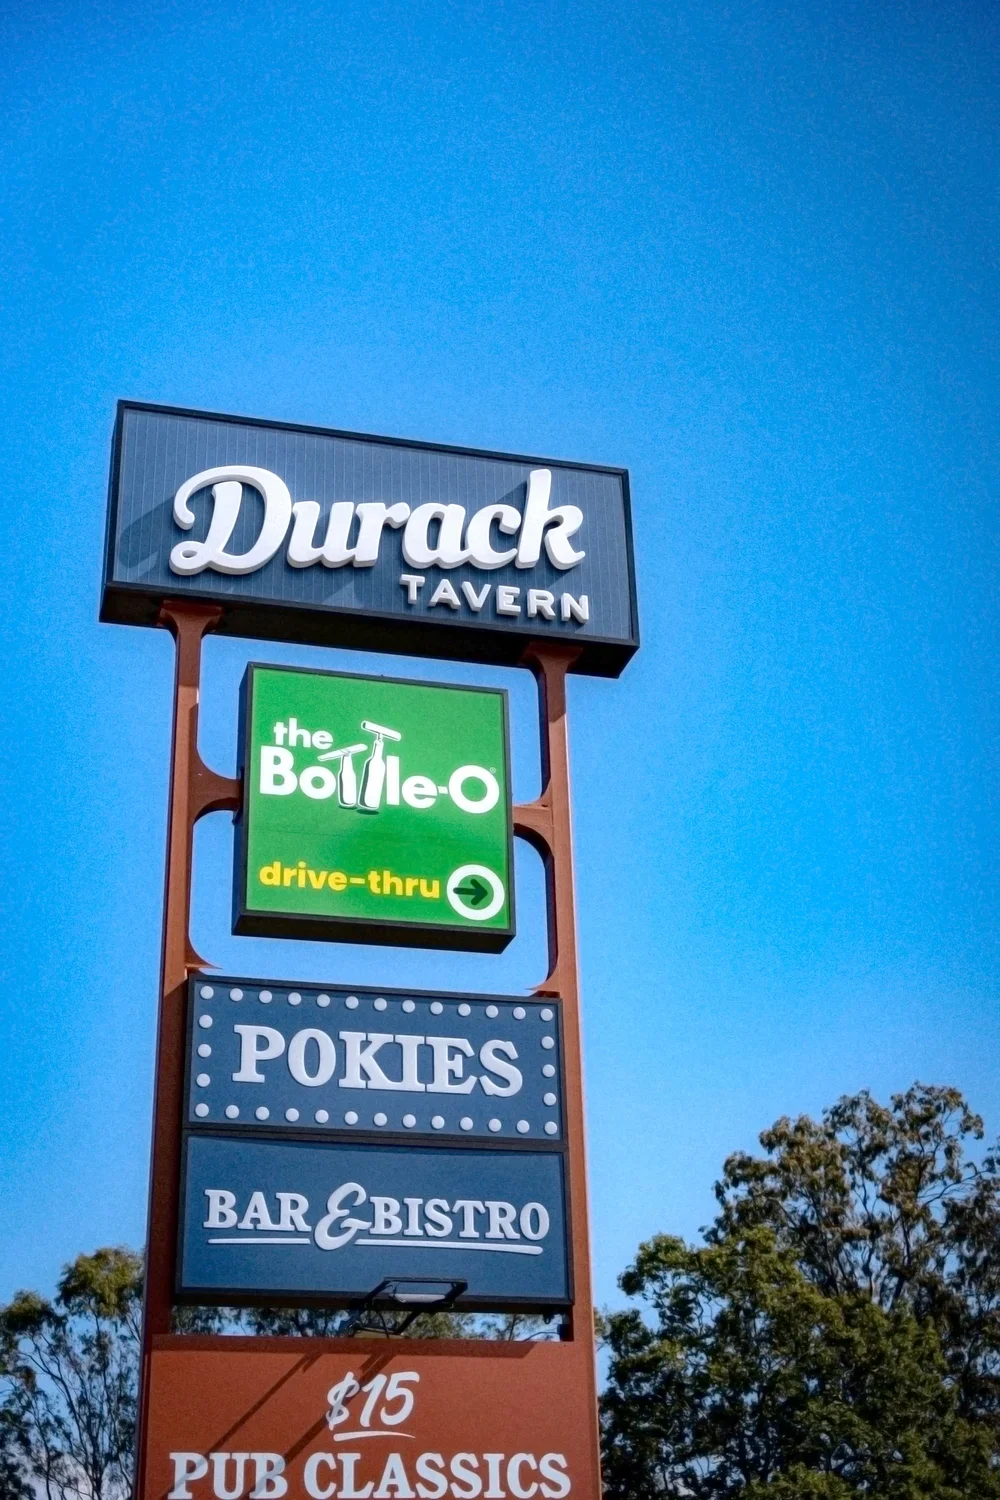 Durack
TAVERN
the
Bottle-O®
drive-thru
POKIES
BAR & BISTRO
$15
PUB CLASSICS